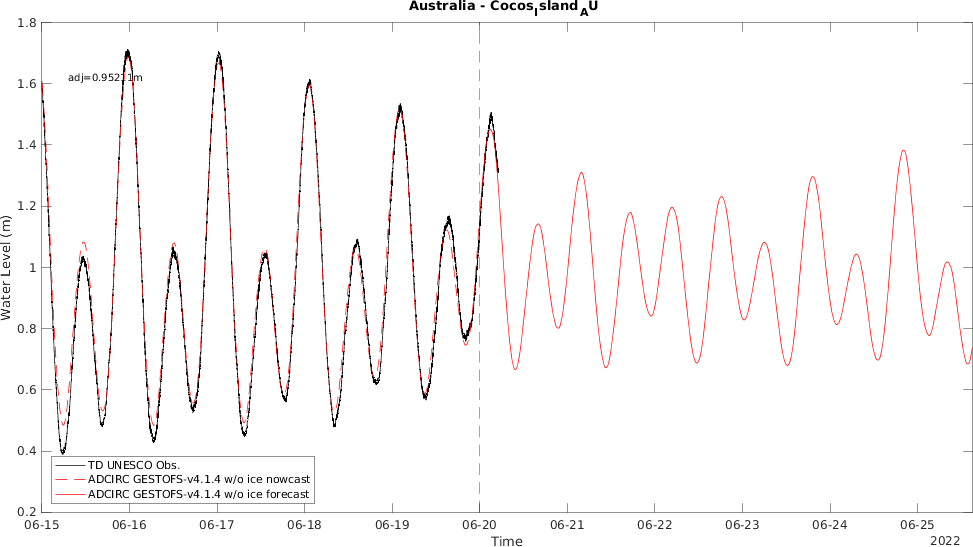 Australia - CocosIslandAU
adj=0.95211m
Water Level (m)
1.8
1.6
1.4
1.2
1
0.8
0.6
0.4
0.2
TD UNESCO Obs.
ADCIRC GESTOFS-v4.1.4 w/o ice nowcast
ADCIRC GESTOFS-v4.1.4 w/o ice forecast
06-15 06-16 06-17 06-18 06-19 06-20 06-21 06-22 06-23 06-24 06-25
Time
2022